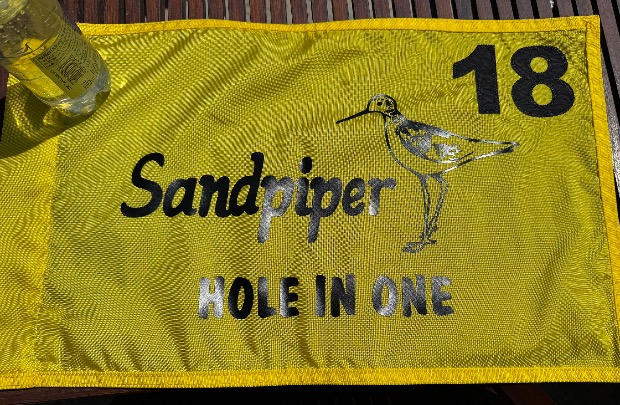 18
Sandpiper
HOLE IN ONE